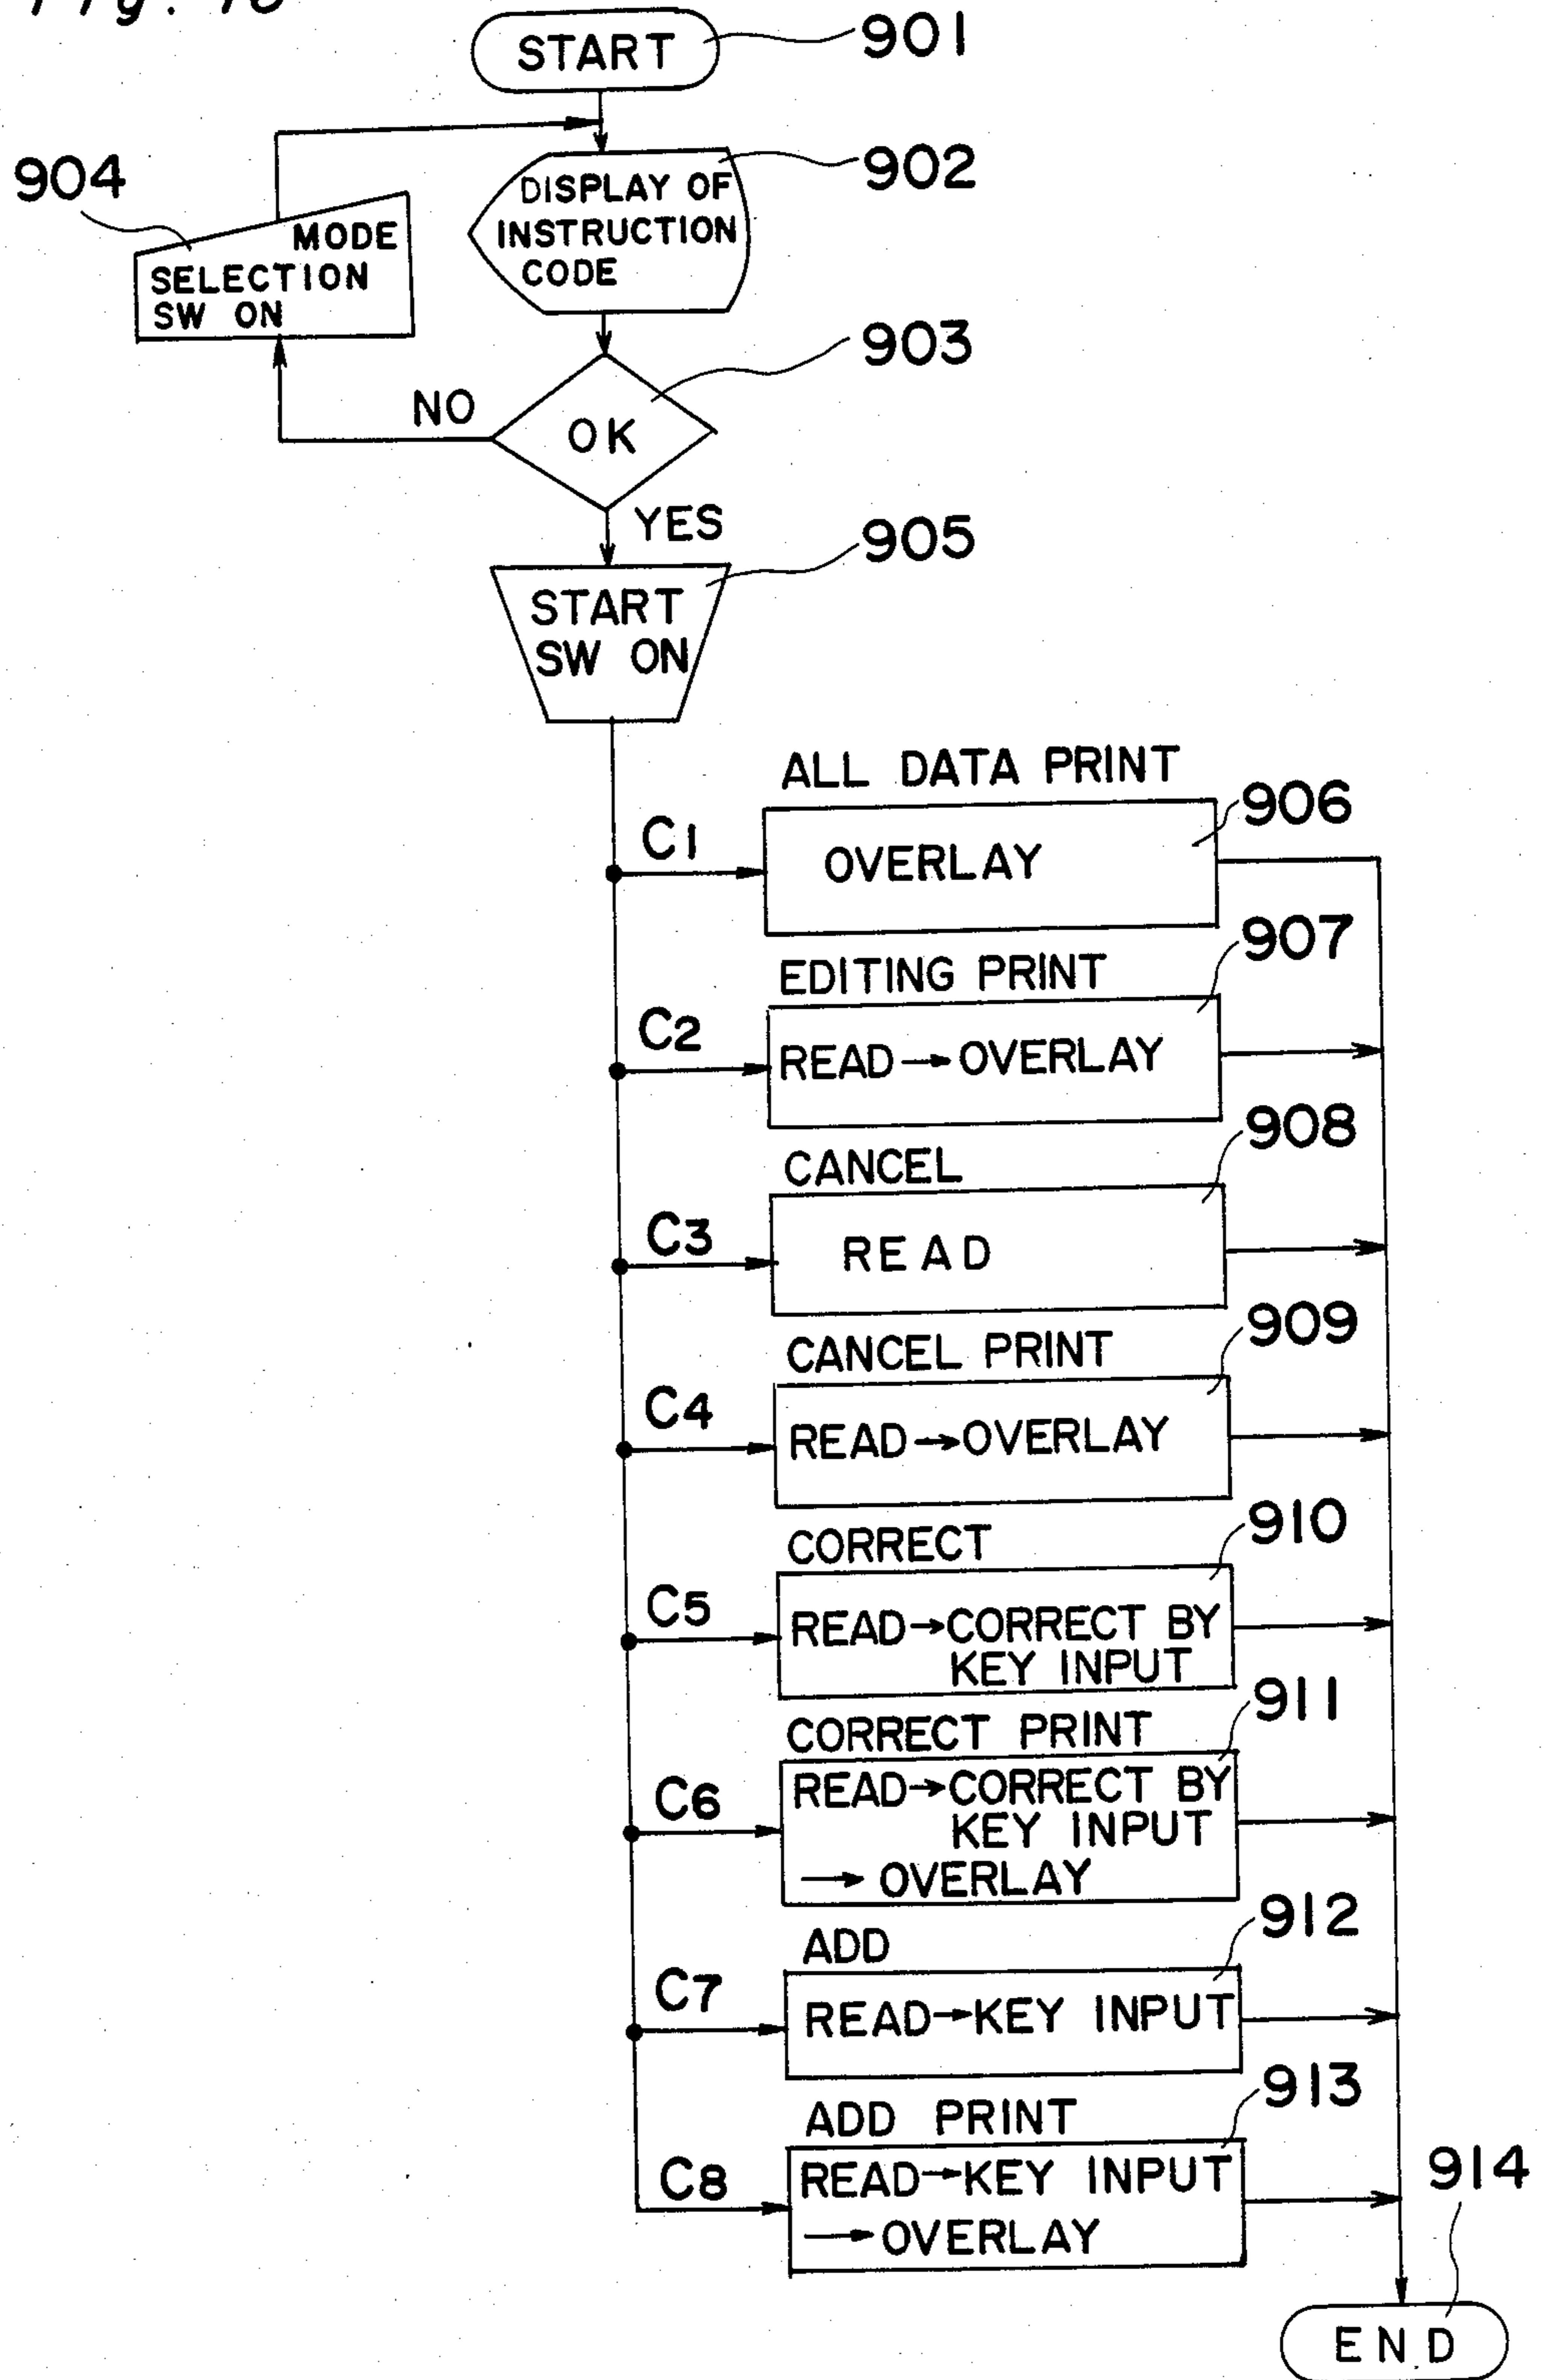 START
901
904
902
DISPLAY OF
INSTRUCTION
CODE
MODE
SELECTION
SW ON
903
NO
OK
YES
905
START
SW ON
ALL DATA PRINT
906
C1
OVERLAY
907
EDITING PRINT
C2
READ→OVERLAY
908
CANCEL
C3
READ
909
CANCEL PRINT
C4
READ→OVERLAY
910
CORRECT
C5
READ→CORRECT BY
KEY INPUT
911
CORRECT PRINT
C6
READ→CORRECT BY
KEY INPUT
→ OVERLAY
912
ADD
C7
READ→KEY INPUT
913
ADD PRINT
C8
READ→KEY INPUT
→OVERLAY
914
END